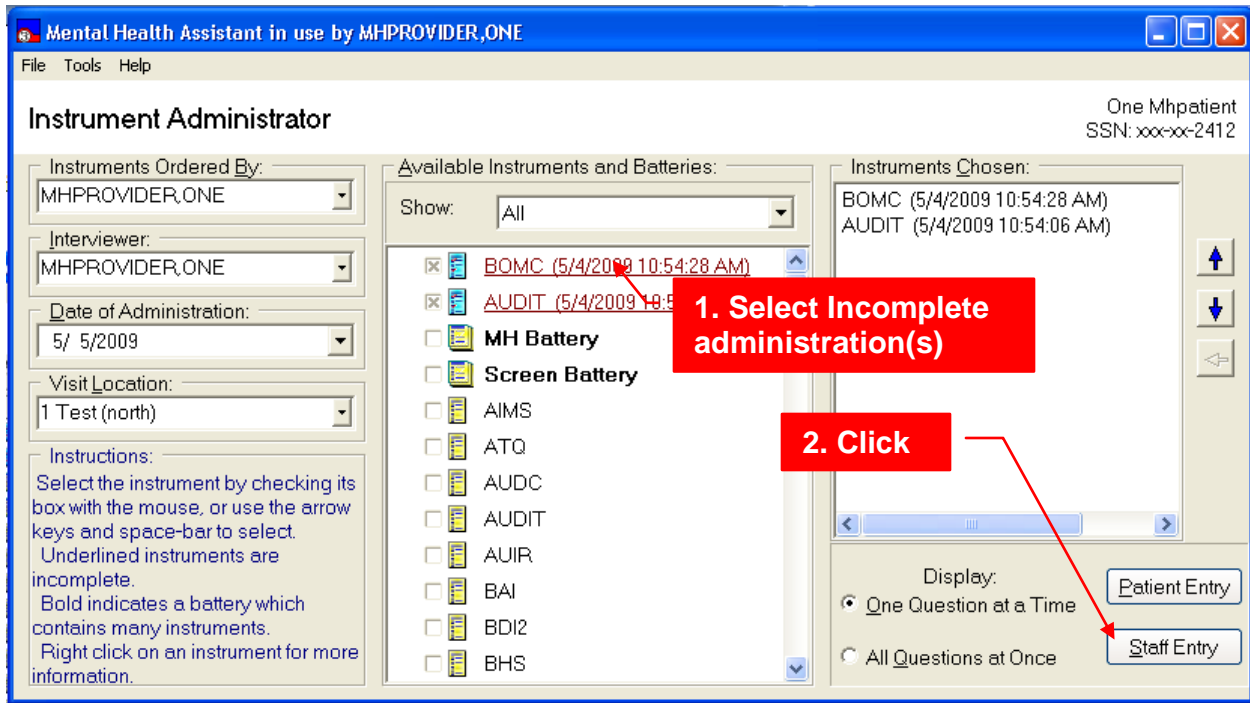 Mental Health Assistant in use by MHPROVIDER,ONE
File Tools Help
Instrument Administrator
One Mhpatient
SSN: xxx-xx-2412
Instruments Ordered By:
MHPROVIDER,ONE
Interviewer:
MHPROVIDER,ONE
Date of Administration:
5/ 5/2009
Visit Location:
1 Test (north)
Instructions:
Select the instrument by checking its
box with the mouse, or use the arrow
keys and space-bar to select.
Underlined instruments are
incomplete.
Bold indicates a battery which
contains many instruments.
Right click on an instrument for more
information.
Available Instruments and Batteries:
Show: All
BOMC (5/4/2009 10:54:28 AM)
AUDIT (5/4/2009 10:5
MH Battery
Screen Battery
AIMS
ATQ
AUDC
AUDIT
AUIR
BAI
BDI2
BHS
1. Select Incomplete
administration(s)
Instruments Chosen:
BOMC (5/4/2009 10:54:28 AM)
AUDIT (5/4/2009 10:54:06 AM)
2. Click
Display:
One Question at a Time
All Questions at Once
Patient Entry
Staff Entry